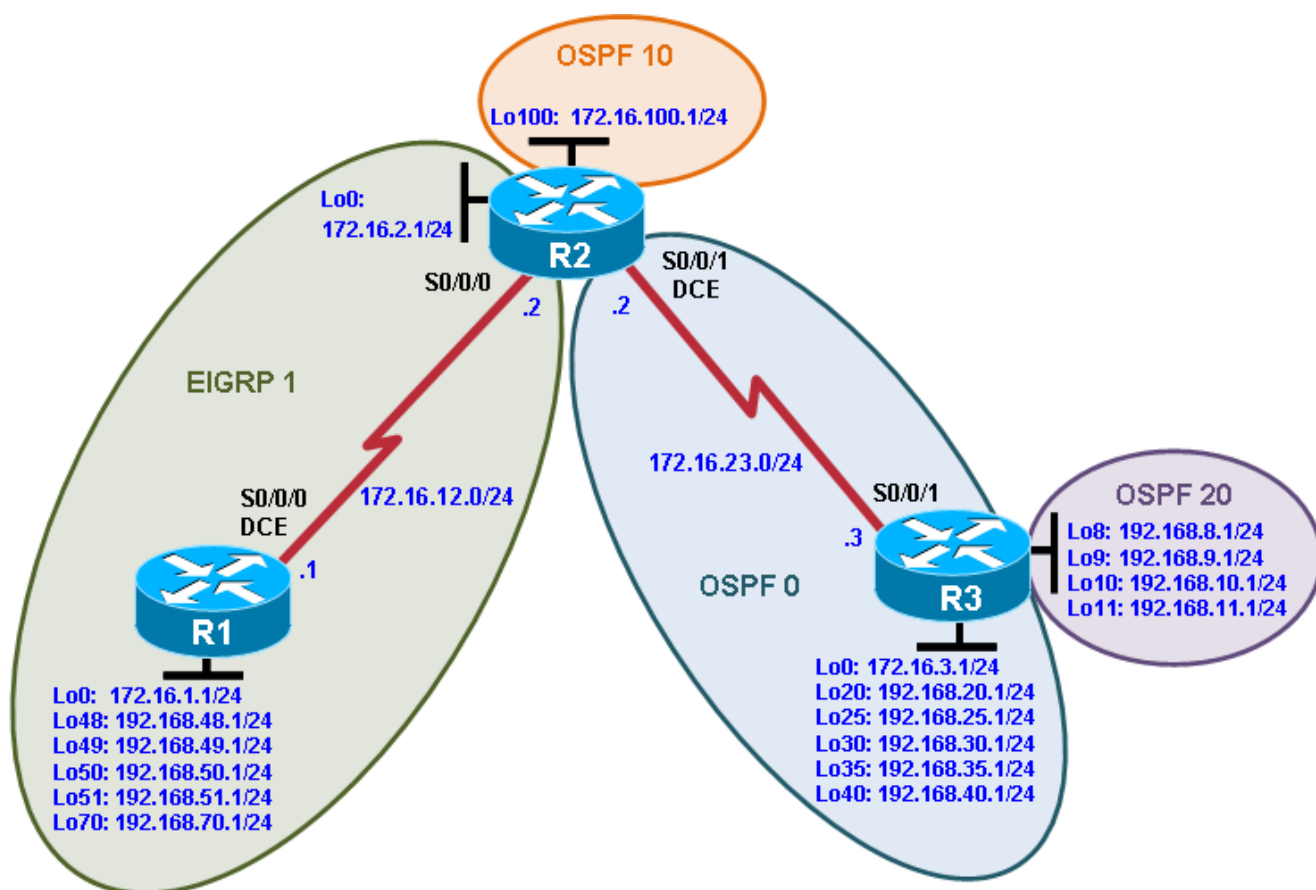 OSPF 10
Lo100: 172.16.100.1/24
Lo0:
172.16.2.1/24
R2
S0/0/0
.2
S0/0/1
DCE
.2
EIGRP 1
172.16.12.0/24
S0/0/0
DCE
.1
R1
Lo0: 172.16.1.1/24
Lo48: 192.168.48.1/24
Lo49: 192.168.49.1/24
Lo50: 192.168.50.1/24
Lo51: 192.168.51.1/24
Lo70: 192.168.70.1/24
172.16.23.0/24
S0/0/1
.3
OSPF 0
R3
OSPF 20
Lo8: 192.168.8.1/24
Lo9: 192.168.9.1/24
Lo10: 192.168.10.1/24
Lo11: 192.168.11.1/24
Lo0: 172.16.3.1/24
Lo20: 192.168.20.1/24
Lo25: 192.168.25.1/24
Lo30: 192.168.30.1/24
Lo35: 192.168.35.1/24
Lo40: 192.168.40.1/24